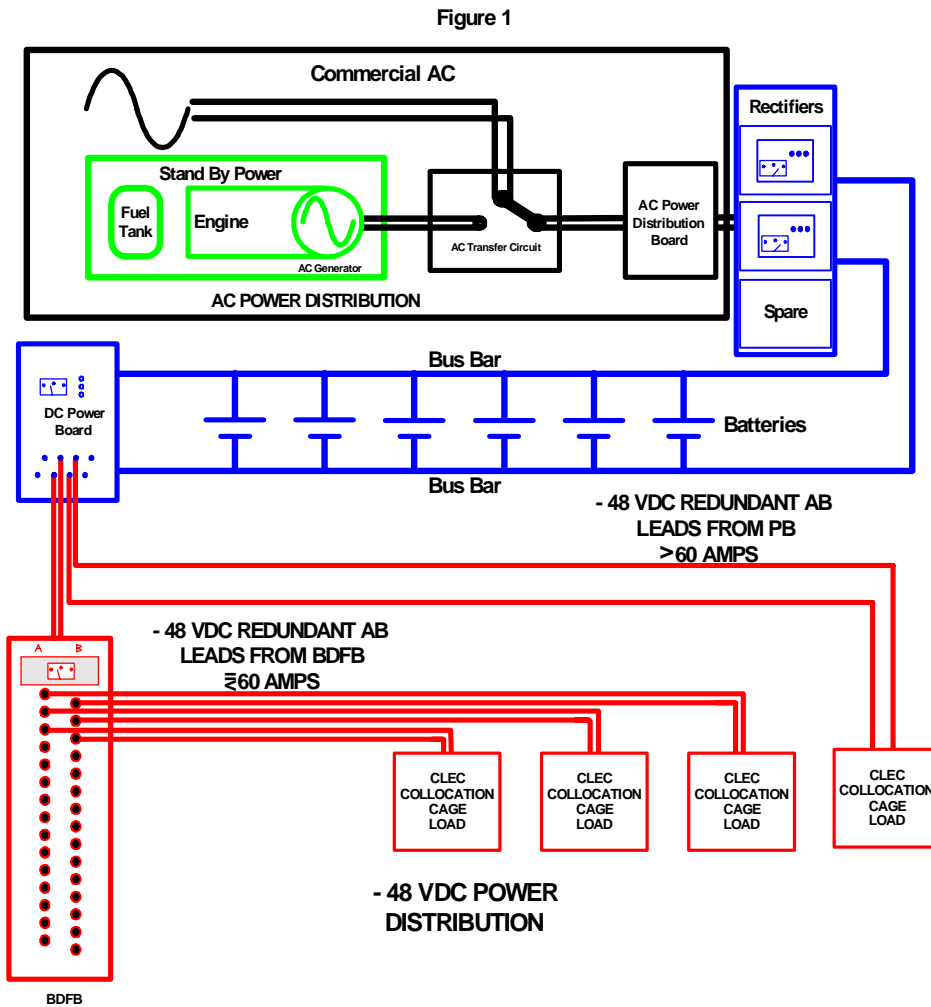 Figure 1
Commercial AC
Rectifiers
Stand By Power
Fuel
Tank
Engine
AC Generator
AC Transfer Circuit
AC Power
Distribution
Board
AC POWER DISTRIBUTION
Spare
Bus Bar
DC Power
Board
Batteries
Bus Bar
- 48 VDC REDUNDANT AB
LEADS FROM PB
>60 AMPS
- 48 VDC REDUNDANT AB
LEADS FROM BDFB
≤60 AMPS
A B
CLEC
COLLOCATION
CAGE
LOAD
CLEC
COLLOCATION
CAGE
LOAD
CLEC
COLLOCATION
CAGE
LOAD
CLEC
COLLOCATION
CAGE
LOAD
- 48 VDC POWER
DISTRIBUTION
BDFB